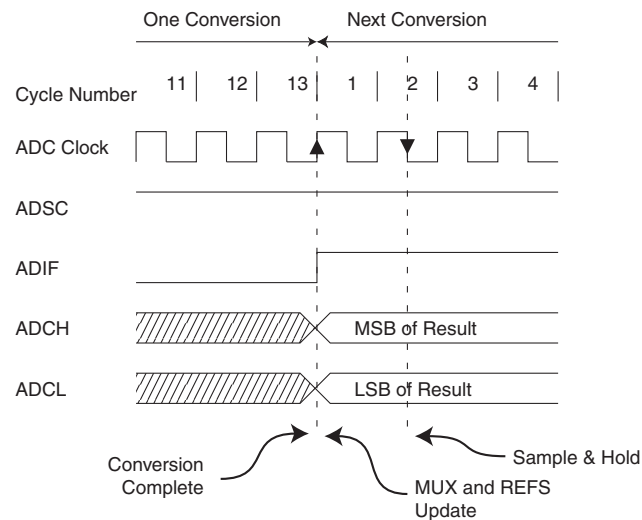 One Conversion Next Conversion
Cycle Number 11 12 13 1 2 3 4
ADC Clock
ADSC
ADIF
ADCH MSB of Result
ADCL LSB of Result
Conversion
Complete
MUX and REFS
Update
Sample & Hold